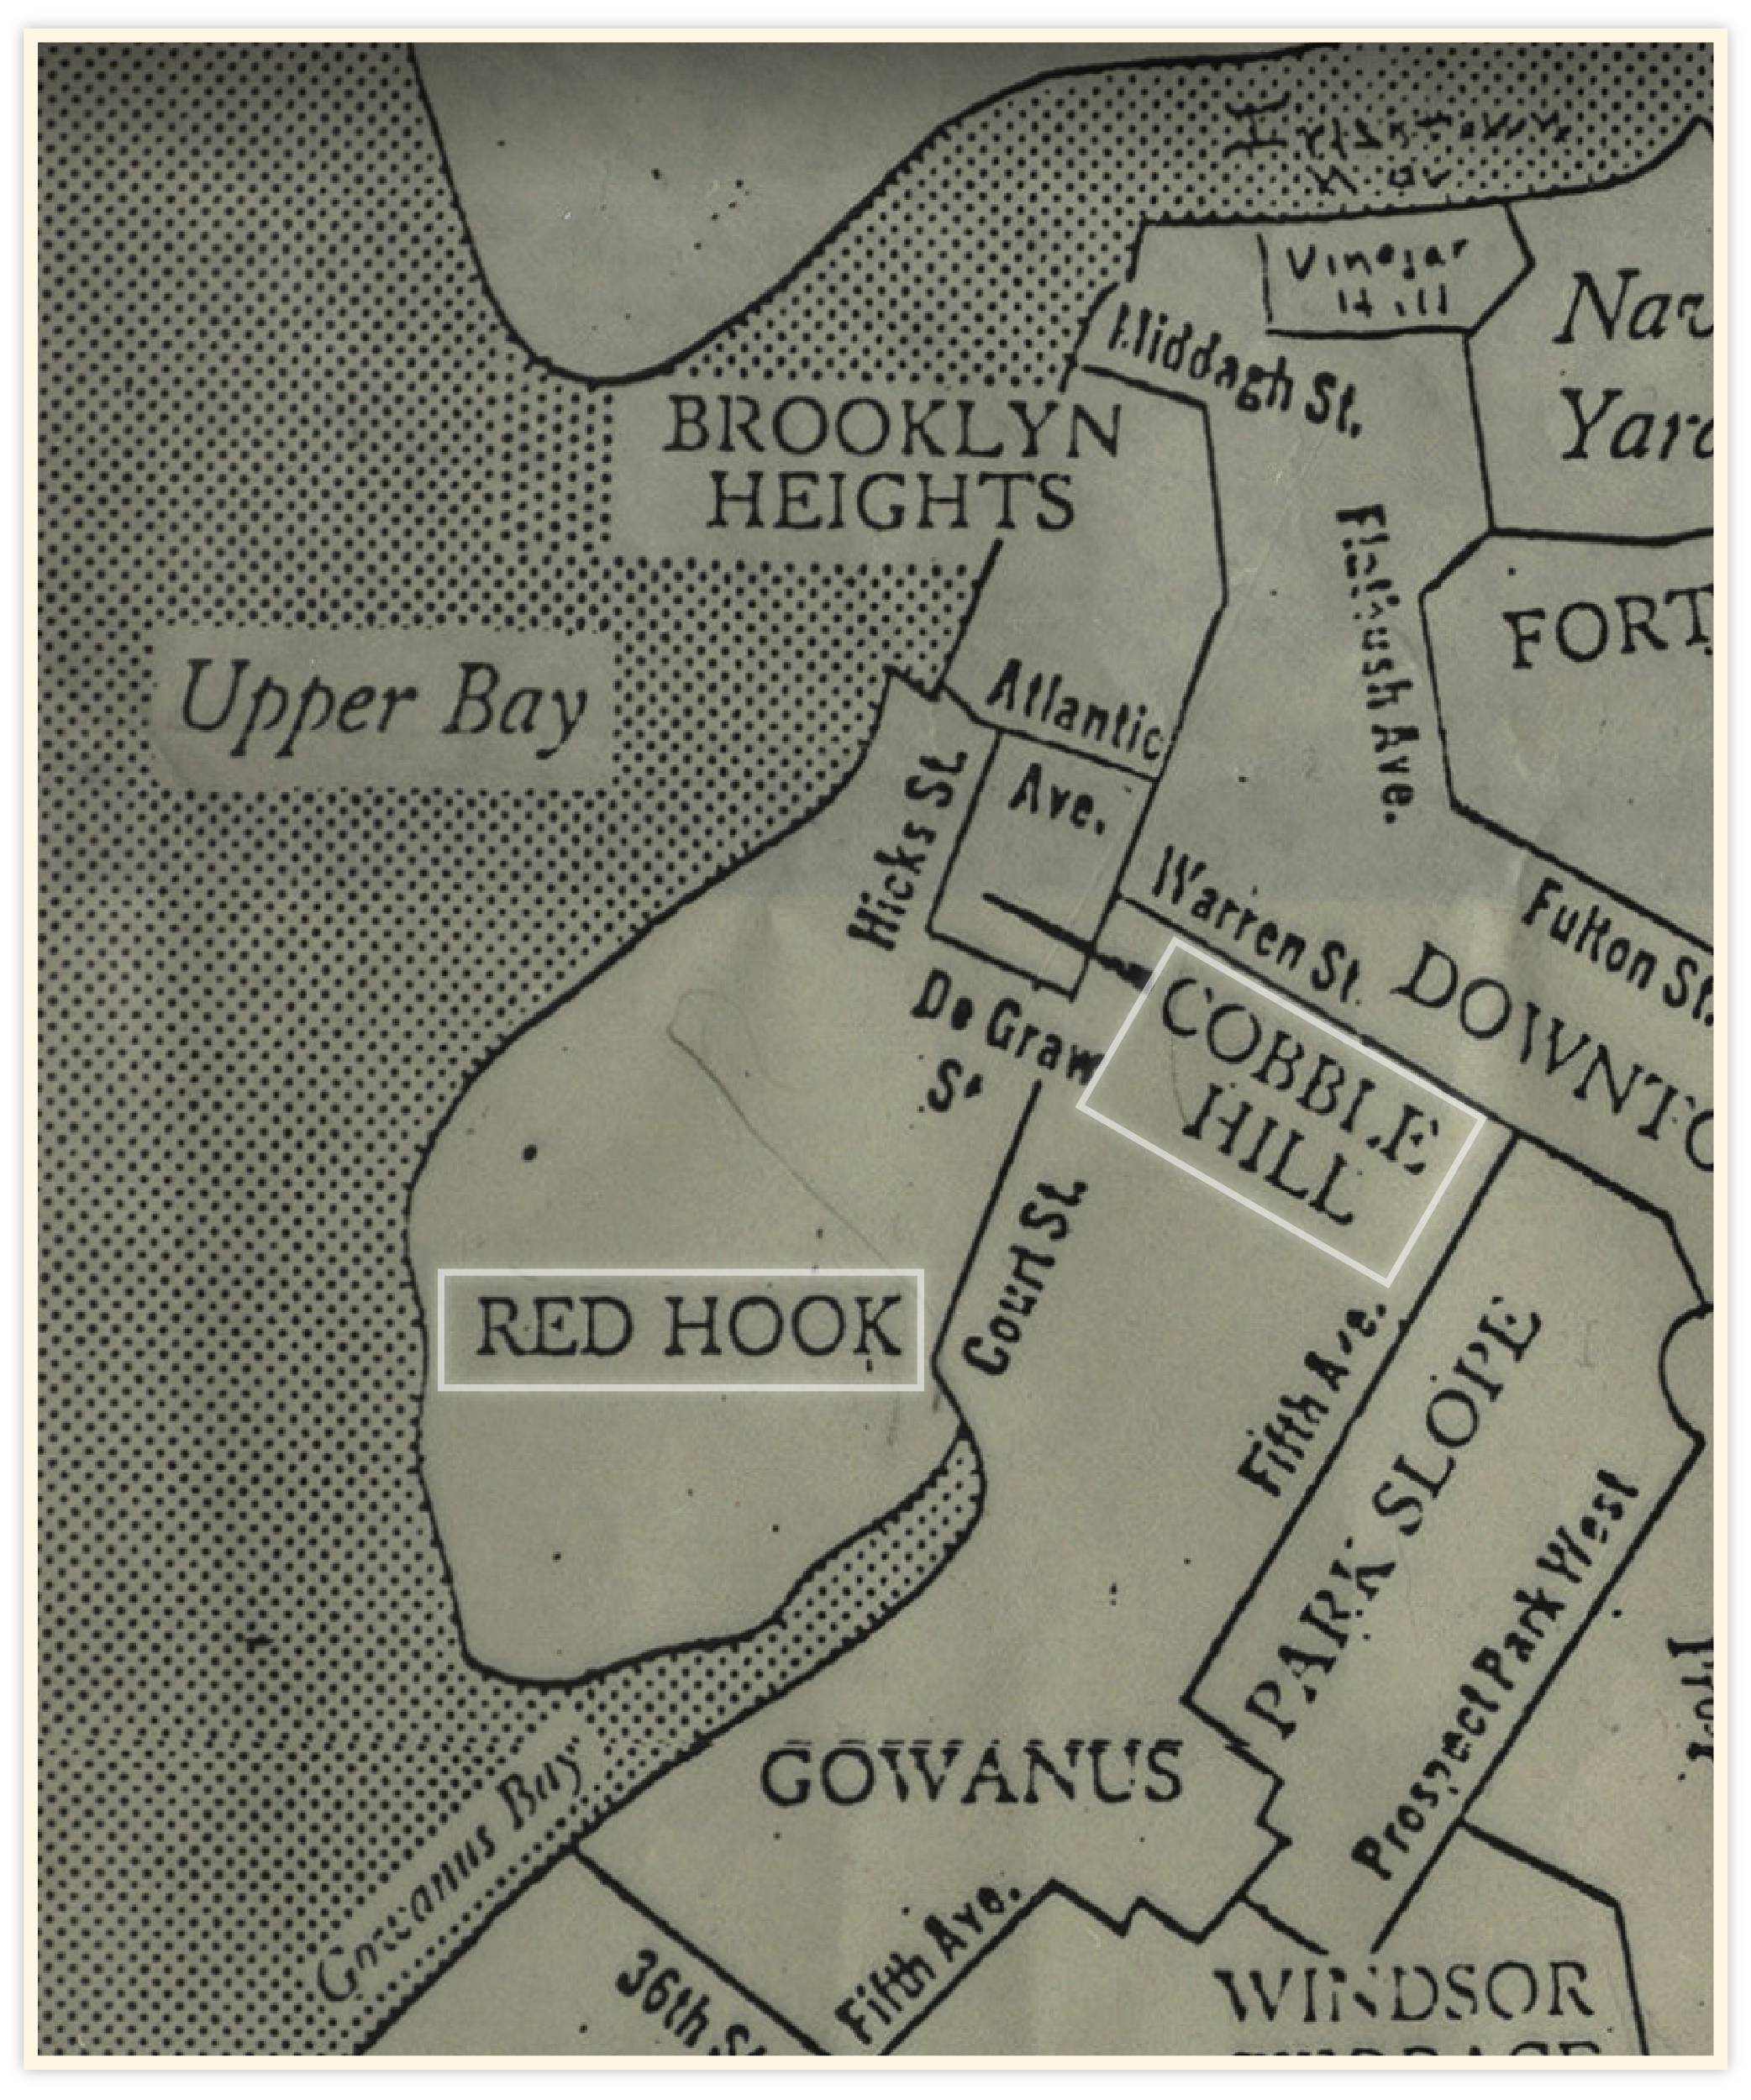 Vinegar
Hill
Nav
Yard
Middagh St.
BROOKLYN
HEIGHTS
Flatbush Ave.
FORT
Upper Bay
Atlantic
Ave.
Hicks St.
Warren St.
Fulton St.
DOWNTO
De Graw
St.
COBBLE
HILL
Court St.
RED HOOK
Fifth Ave.
PARK SLOPE
Prospect Park West
GOWANUS
Gowanus Bay
36th St
Fifth Ave.
WINDSOR
TERRACE